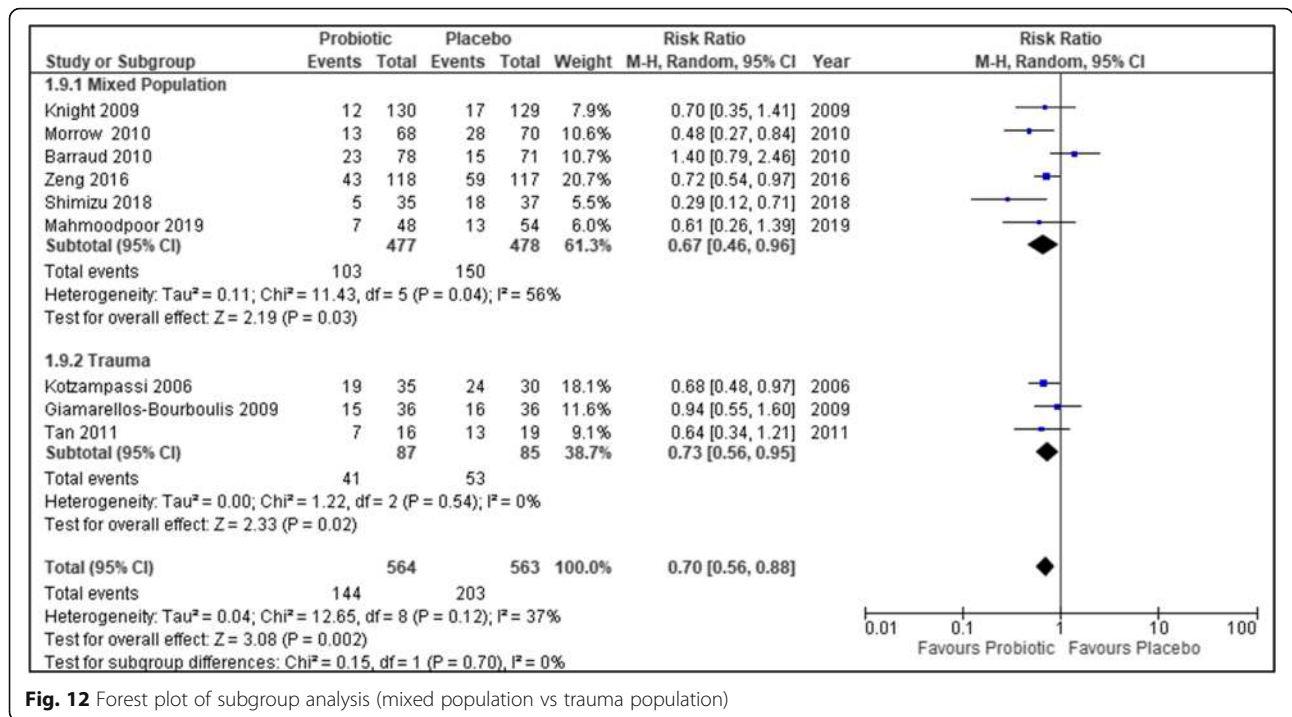 Probiotic Placebo Risk Ratio Risk Ratio
Study or Subgroup Events Total Events Total Weight M-H, Random, 95% CI Year M-H, Random, 95% CI
1.9.1 Mixed Population
Knight 2009 12 130 17 129 7.9% 0.70 [0.35, 1.41] 2009
Morrow 2010 13 68 28 70 10.6% 0.48 [0.27, 0.84] 2010
Barraud 2010 23 78 15 71 10.7% 1.40 [0.79, 2.46] 2010
Zeng 2016 43 118 59 117 20.7% 0.72 [0.54, 0.97] 2016
Shimizu 2018 5 35 18 37 5.5% 0.29 [0.12, 0.71] 2018
Mahmoodpoor 2019 7 48 13 54 6.0% 0.61 [0.26, 1.39] 2019
Subtotal (95% CI) 477 478 61.3% 0.67 [0.46, 0.96]
Total events 103 150
Heterogeneity: Tau² = 0.11; Chi² = 11.43, df = 5 (P = 0.04); I² = 56%
Test for overall effect: Z = 2.19 (P = 0.03)
1.9.2 Trauma
Kotzampassi 2006 19 35 24 30 18.1% 0.68 [0.48, 0.97] 2006
Giamarellos-Bourboulis 2009 15 36 16 36 11.6% 0.94 [0.55, 1.60] 2009
Tan 2011 7 16 13 19 9.1% 0.64 [0.34, 1.21] 2011
Subtotal (95% CI) 87 85 38.7% 0.73 [0.56, 0.95]
Total events 41 53
Heterogeneity: Tau² = 0.00; Chi² = 1.22, df = 2 (P = 0.54); I² = 0%
Test for overall effect: Z = 2.33 (P = 0.02)
Total (95% CI) 564 563 100.0% 0.70 [0.56, 0.88]
Total events 144 203
Heterogeneity: Tau² = 0.04; Chi² = 12.65, df = 8 (P = 0.12); I² = 37%
Test for overall effect: Z = 3.08 (P = 0.002)
Test for subgroup differences: Chi² = 0.15, df = 1 (P = 0.70), I² = 0%
0.01 0.1 1 10 100
Favours Probiotic Favours Placebo
Fig. 12 Forest plot of subgroup analysis (mixed population vs trauma population)